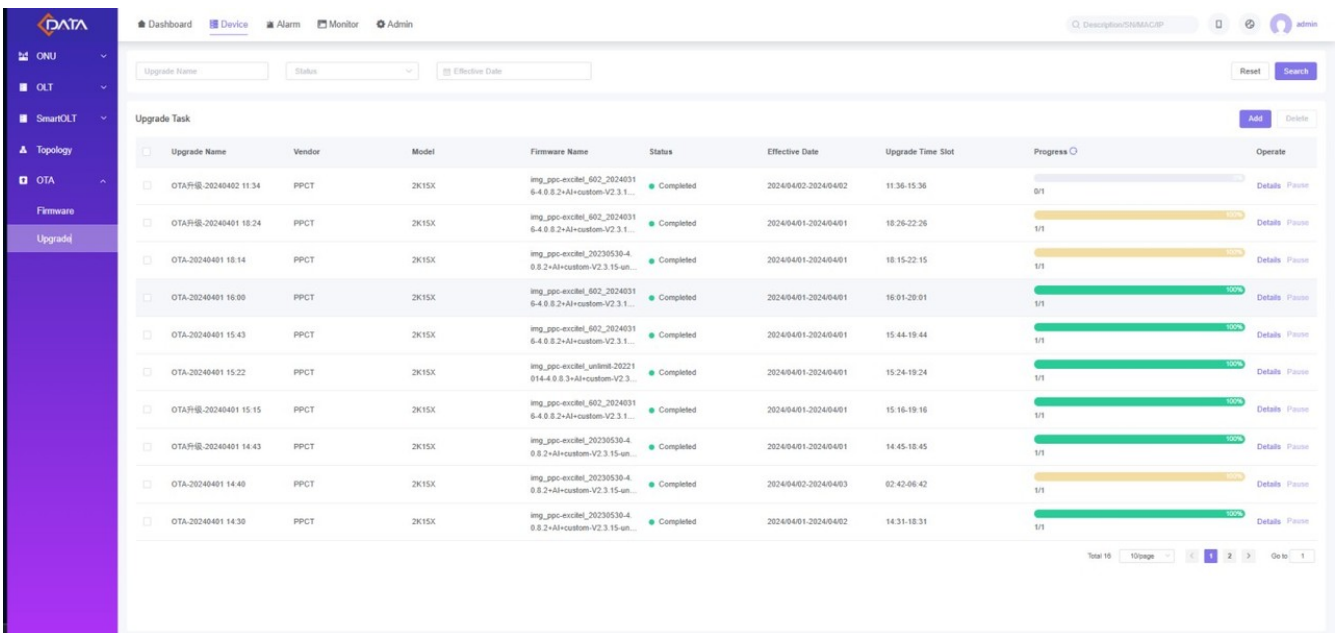 DATA
Dashboard Device Alarm Monitor Admin Description/SN/MAC/IP admin
ONU
OLT
SmartOLT
Topology
OTA
Firmware
Upgrade
Upgrade Name Status Effective Date Reset Search
Upgrade Task Add Delete
Upgrade Name Vendor Model Firmware Name Status Effective Date Upgrade Time Slot Progress Operate
OTA升级-20240402 11:34 PPCT 2K15X img_ppc-excitel_602_2024031 Completed 2024/04/02-2024/04/02 11:36-15:36 Details Pause
6-4.0.8.2+AI+custom-V2.3.1... 0/1
OTA升级-20240401 18:24 PPCT 2K15X img_ppc-excitel_602_2024031 Completed 2024/04/01-2024/04/01 18:26-22:26 100% Details Pause
6-4.0.8.2+AI+custom-V2.3.1... 1/1
OTA-20240401 18:14 PPCT 2K15X img_ppc-excitel_20230530-4. Completed 2024/04/01-2024/04/01 18:15-22:15 100% Details Pause
0.8.2+AI+custom-V2.3.15-un... 1/1
OTA-20240401 16:00 PPCT 2K15X img_ppc-excitel_602_2024031 Completed 2024/04/01-2024/04/01 16:01-20:01 100% Details Pause
6-4.0.8.2+AI+custom-V2.3.1... 1/1
OTA-20240401 15:43 PPCT 2K15X img_ppc-excitel_602_2024031 Completed 2024/04/01-2024/04/01 15:44-19:44 100% Details Pause
6-4.0.8.2+AI+custom-V2.3.1... 1/1
OTA-20240401 15:22 PPCT 2K15X img_ppc-excitel_unlimit-20221 Completed 2024/04/01-2024/04/01 15:24-19:24 100% Details Pause
014-4.0.8.3+AI+custom-V2.3... 1/1
OTA升级-20240401 15:15 PPCT 2K15X img_ppc-excitel_602_2024031 Completed 2024/04/01-2024/04/01 15:16-19:16 100% Details Pause
6-4.0.8.2+AI+custom-V2.3.1... 1/1
OTA升级-20240401 14:43 PPCT 2K15X img_ppc-excitel_20230530-4. Completed 2024/04/01-2024/04/01 14:45-18:45 100% Details Pause
0.8.2+AI+custom-V2.3.15-un... 1/1
OTA-20240401 14:40 PPCT 2K15X img_ppc-excitel_20230530-4. Completed 2024/04/02-2024/04/03 02:42-06:42 100% Details Pause
0.8.2+AI+custom-V2.3.15-un... 1/1
OTA-20240401 14:30 PPCT 2K15X img_ppc-excitel_20230530-4. Completed 2024/04/01-2024/04/02 14:31-18:31 100% Details Pause
0.8.2+AI+custom-V2.3.15-un... 1/1
Total 16 10/page < 1 2 > Go to 1